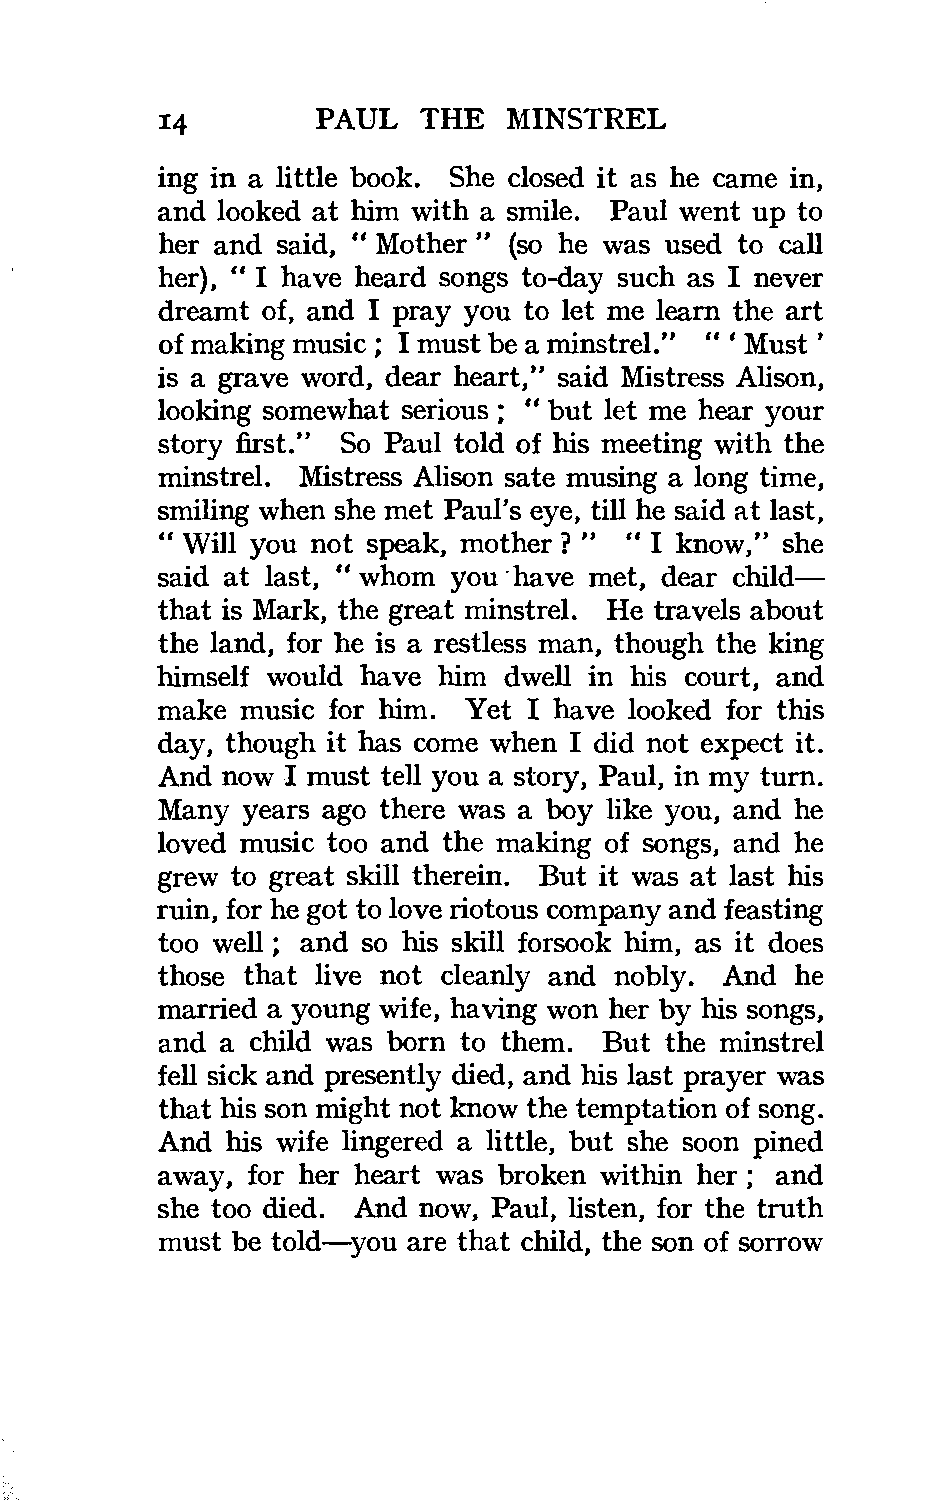 14 PAUL THE MINSTREL
ing in a little book. She closed it as he came in,
and looked at him with a smile. Paul went up to
her and said, " Mother " (so he was used to call
her), " I have heard songs to-day such as I never
dreamt of, and I pray you to let me learn the art
of making music ; I must be a minstrel." " ' Must '
is a grave word, dear heart," said Mistress Alison,
looking somewhat serious ; " but let me hear your
story first." So Paul told of his meeting with the
minstrel. Mistress Alison sate musing a long time,
smiling when she met Paul's eye, till he said at last,
" Will you not speak, mother ? " " I know," she
said at last, " whom you have met, dear child—
that is Mark, the great minstrel. He travels about
the land, for he is a restless man, though the king
himself would have him dwell in his court, and
make music for him. Yet I have looked for this
day, though it has come when I did not expect it.
And now I must tell you a story, Paul, in my turn.
Many years ago there was a boy like you, and he
loved music too and the making of songs, and he
grew to great skill therein. But it was at last his
ruin, for he got to love riotous company and feasting
too well ; and so his skill forsook him, as it does
those that live not cleanly and nobly. And he
married a young wife, having won her by his songs,
and a child was born to them. But the minstrel
fell sick and presently died, and his last prayer was
that his son might not know the temptation of song.
And his wife lingered a little, but she soon pined
away, for her heart was broken within her ; and
she too died. And now, Paul, listen, for the truth
must be told—you are that child, the son of sorrow